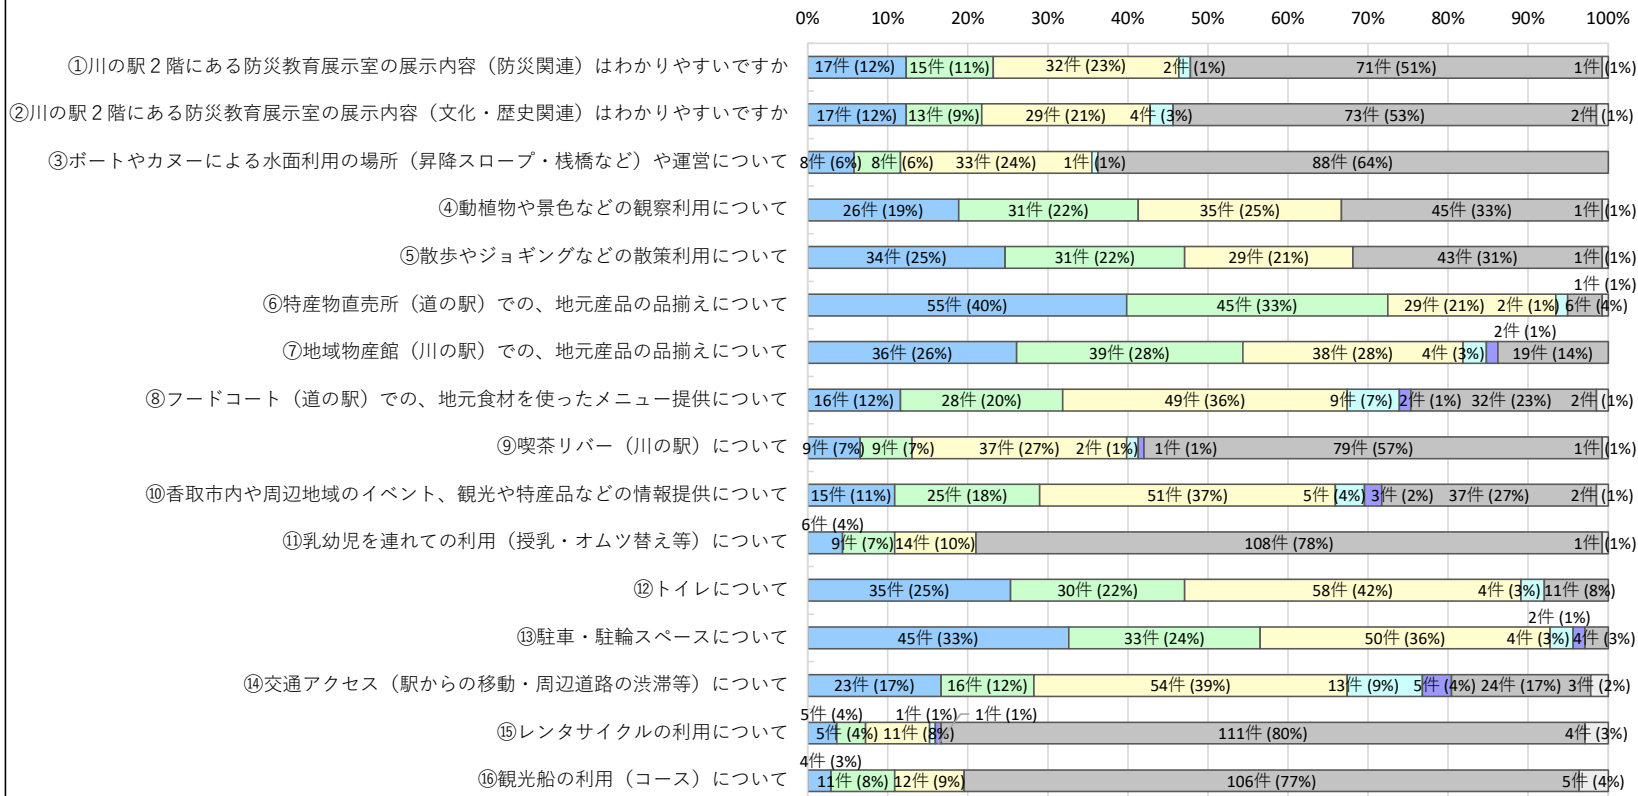 0% 10% 20% 30% 40% 50% 60% 70% 80% 90% 100%
①川の駅２階にある防災教育展示室の展示内容（防災関連）はわかりやすいですか 17件 (12%) 15件 (11%) 32件 (23%) 2件 (1%) 71件 (51%) 1件 (1%)
②川の駅２階にある防災教育展示室の展示内容（文化・歴史関連）はわかりやすいですか 17件 (12%) 13件 (9%) 29件 (21%) 4件 (3%) 73件 (53%) 2件 (1%)
③ボートやカヌーによる水面利用の場所（昇降スロープ・桟橋など）や運営について 8件 (6%) 8件 (6%) 33件 (24%) 1件 (1%) 88件 (64%)
④動植物や景色などの観察利用について 26件 (19%) 31件 (22%) 35件 (25%) 45件 (33%) 1件 (1%)
⑤散歩やジョギングなどの散策利用について 34件 (25%) 31件 (22%) 29件 (21%) 43件 (31%) 1件 (1%)
1件 (1%)
⑥特産物直売所（道の駅）での、地元産品の品揃えについて 55件 (40%) 45件 (33%) 29件 (21%) 2件 (1%) 6件 (4%)
2件 (1%)
⑦地域物産館（川の駅）での、地元産品の品揃えについて 36件 (26%) 39件 (28%) 38件 (28%) 4件 (3%) 19件 (14%)
⑧フードコート（道の駅）での、地元食材を使ったメニュー提供について 16件 (12%) 28件 (20%) 49件 (36%) 9件 (7%) 2件 (1%) 32件 (23%) 2件 (1%)
⑨喫茶リバー（川の駅）について 9件 (7%) 9件 (7%) 37件 (27%) 2件 (1%) 1件 (1%) 79件 (57%) 1件 (1%)
⑩香取市内や周辺地域のイベント、観光や特産品などの情報提供について 15件 (11%) 25件 (18%) 51件 (37%) 5件 (4%) 3件 (2%) 37件 (27%) 2件 (1%)
6件 (4%)
⑪乳幼児を連れての利用（授乳・オムツ替え等）について 9件 (7%) 14件 (10%) 108件 (78%) 1件 (1%)
⑫トイレについて 35件 (25%) 30件 (22%) 58件 (42%) 4件 (3%) 11件 (8%)
2件 (1%)
⑬駐車・駐輪スペースについて 45件 (33%) 33件 (24%) 50件 (36%) 4件 (3%) 4件 (3%)
⑭交通アクセス（駅からの移動・周辺道路の渋滞等）について 23件 (17%) 16件 (12%) 54件 (39%) 13件 (9%) 5件 (4%) 24件 (17%) 3件 (2%)
5件 (4%) 1件 (1%) 1件 (1%)
⑮レンタサイクルの利用について 5件 (4%) 11件 (8%) 111件 (80%) 4件 (3%)
4件 (3%)
⑯観光船の利用（コース）について 11件 (8%) 12件 (9%) 106件 (77%) 5件 (4%)